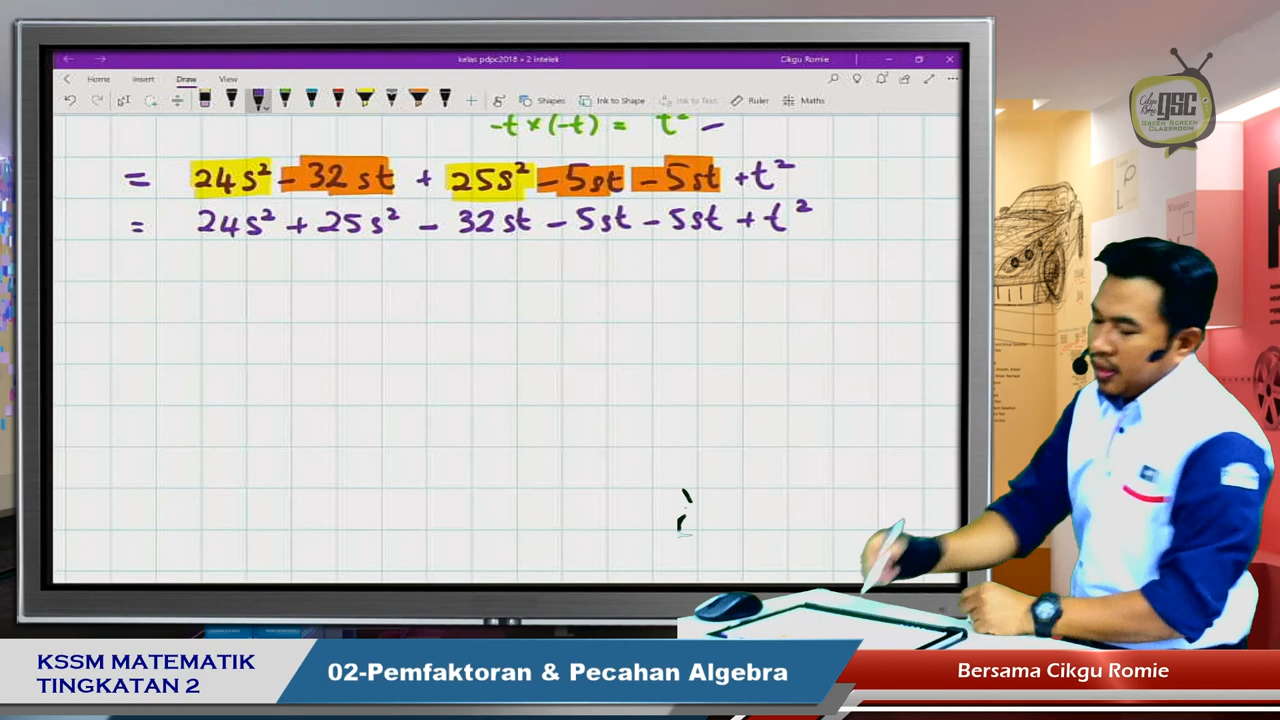 kelas pdpc2018 » 2 intelek
Cikgu Romie
Home Insert Draw View
Shapes Ink to Shape Ink to Text Ruler Maths
-t × (-t) = t² -
= 24s² - 32st + 25s² - 5st - 5st + t²
= 24s² + 25s² - 32st - 5st - 5st + t²
Cikgu Romie GSC
GREEN SCREEN
CLASSROOM
KSSM MATEMATIK
TINGKATAN 2
02-Pemfaktoran & Pecahan Algebra
Bersama Cikgu Romie